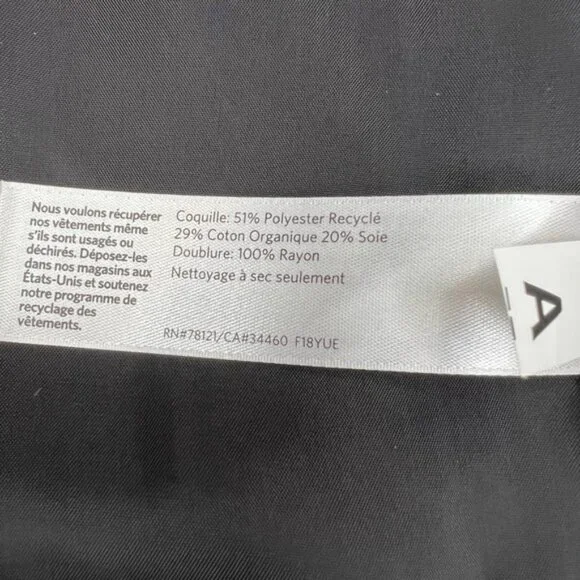 Nous voulons récupérer
nos vêtements même
s'ils sont usagés ou
déchirés. Déposez-les
dans nos magasins aux
États-Unis et soutenez
notre programme de
recyclage des
vêtements.
Coquille: 51% Polyester Recyclé
29% Coton Organique 20% Soie
Doublure: 100% Rayon
Nettoyage à sec seulement
RN#78121/CA#34460 F18YUE
A